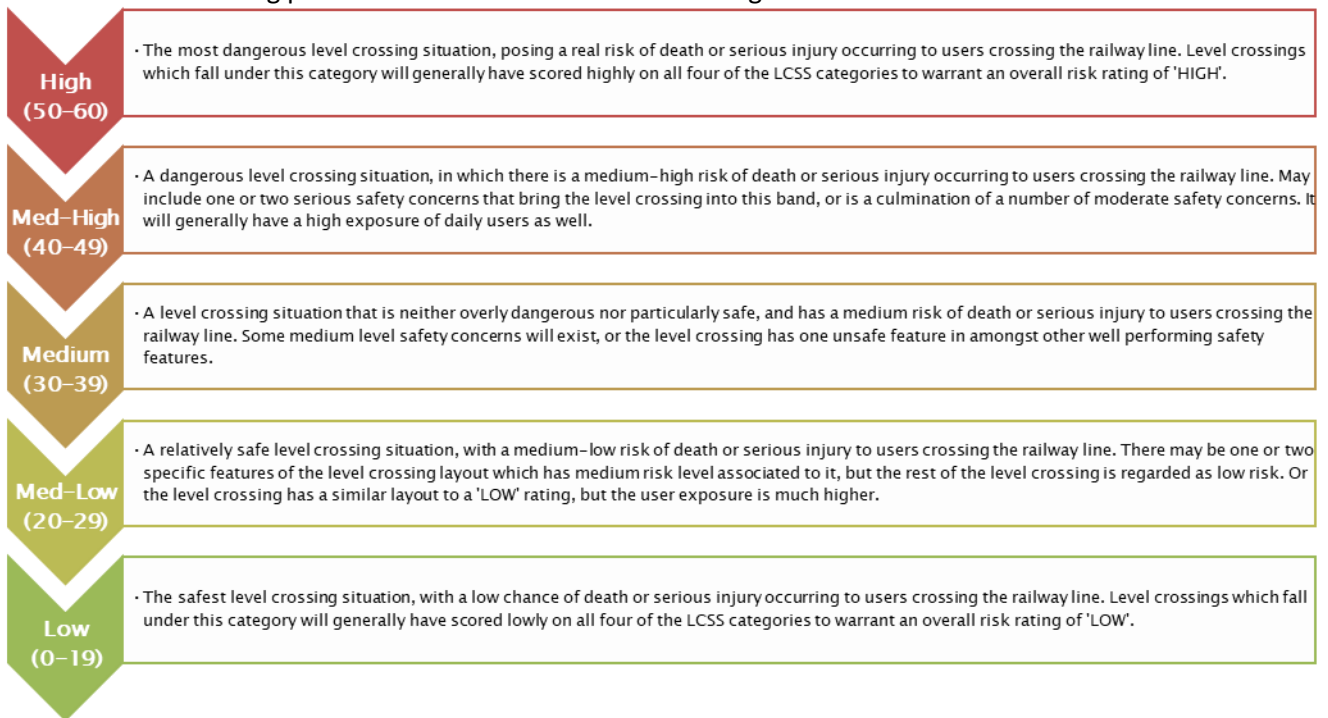 High
(50–60)
· The most dangerous level crossing situation, posing a real risk of death or serious injury occurring to users crossing the railway line. Level crossings
which fall under this category will generally have scored highly on all four of the LCSS categories to warrant an overall risk rating of 'HIGH'.
Med–High
(40–49)
· A dangerous level crossing situation, in which there is a medium–high risk of death or serious injury occurring to users crossing the railway line. May
include one or two serious safety concerns that bring the level crossing into this band, or is a culmination of a number of moderate safety concerns. It
will generally have a high exposure of daily users as well.
Medium
(30–39)
· A level crossing situation that is neither overly dangerous nor particularly safe, and has a medium risk of death or serious injury to users crossing the
railway line. Some medium level safety concerns will exist, or the level crossing has one unsafe feature in amongst other well performing safety
features.
Med–Low
(20–29)
· A relatively safe level crossing situation, with a medium–low risk of death or serious injury to users crossing the railway line. There may be one or two
specific features of the level crossing layout which has medium risk level associated to it, but the rest of the level crossing is regarded as low risk. Or
the level crossing has a similar layout to a 'LOW' rating, but the user exposure is much higher.
Low
(0–19)
· The safest level crossing situation, with a low chance of death or serious injury occurring to users crossing the railway line. Level crossings which fall
under this category will generally have scored lowly on all four of the LCSS categories to warrant an overall risk rating of 'LOW'.